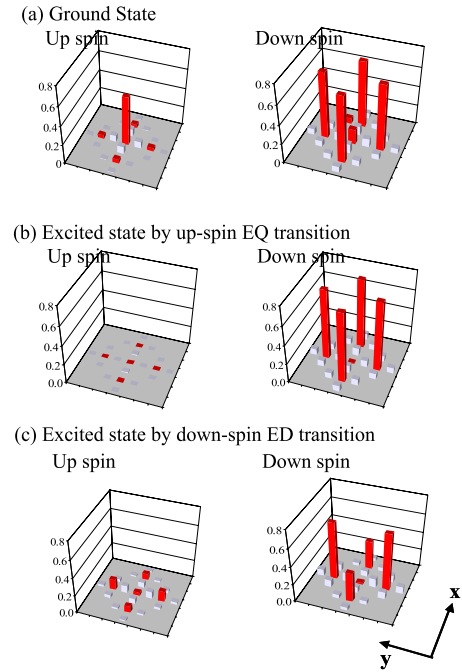 (a) Ground State
Up spin Down spin
0.8 0.8
0.6 0.6
0.4 0.4
0.2 0.2
0 0
(b) Excited state by up-spin EQ transition
Up spin Down spin
0.8 0.8
0.6 0.6
0.4 0.4
0.2 0.2
0.0 0.0
(c) Excited state by down-spin ED transition
Up spin Down spin
0.8 0.8
0.6 0.6
0.4 0.4
0.2 0.2
0.0 0.0
x
y